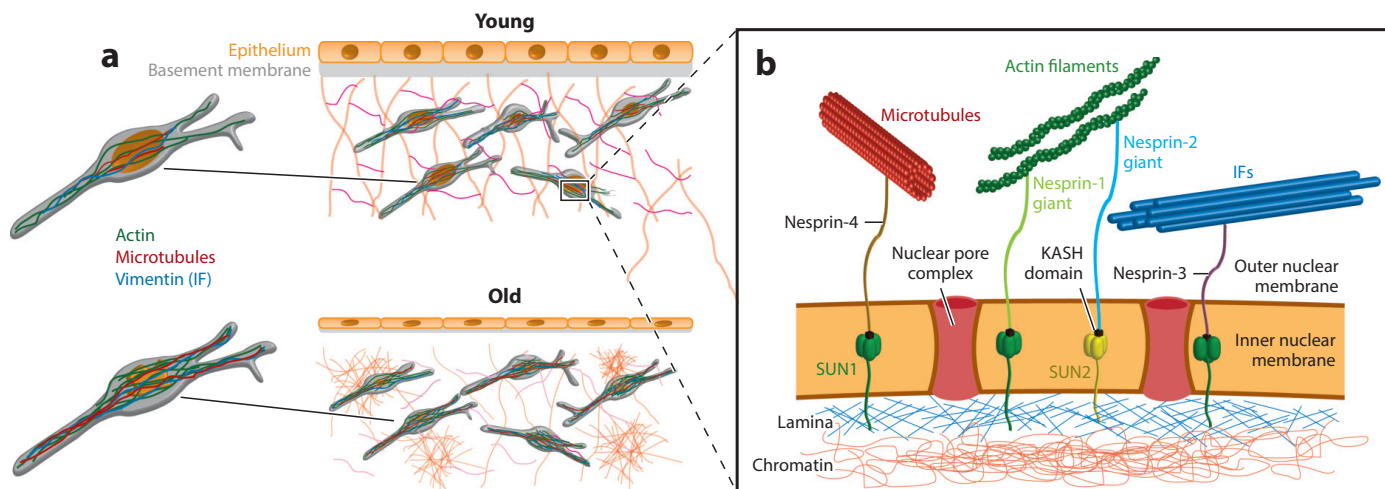 a
Young
Epithelium
Basement membrane
Actin
Microtubules
Vimentin (IF)
Old
b
Actin filaments
Microtubules
Nesprin-2
giant
IFs
Nesprin-1
giant
Nesprin-4
Nuclear pore
complex
KASH
domain
Nesprin-3
Outer nuclear
membrane
Inner nuclear
membrane
SUN1
SUN2
Lamina
Chromatin